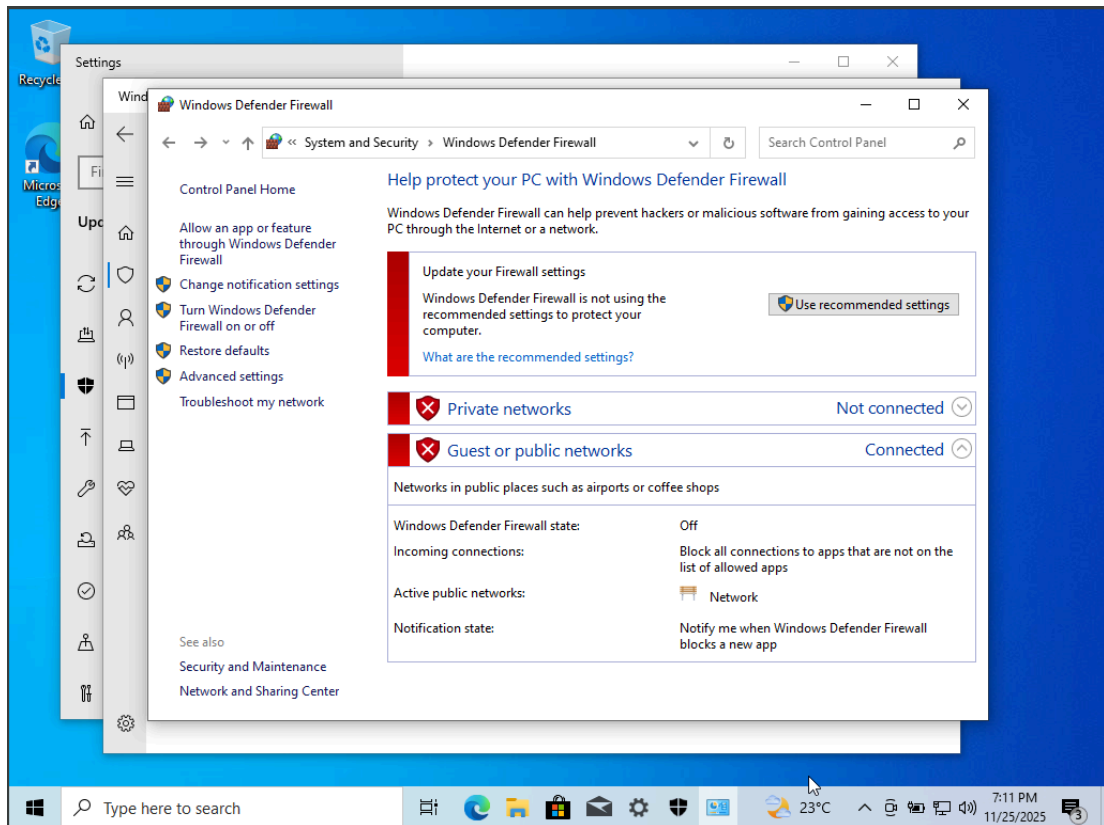 Recycle
Micros
Edge
Settings
Fi
Upd
Wind
Windows Defender Firewall
« System and Security › Windows Defender Firewall
Search Control Panel
Control Panel Home
Allow an app or feature
through Windows Defender
Firewall
Change notification settings
Turn Windows Defender
Firewall on or off
Restore defaults
Advanced settings
Troubleshoot my network
See also
Security and Maintenance
Network and Sharing Center
Help protect your PC with Windows Defender Firewall
Windows Defender Firewall can help prevent hackers or malicious software from gaining access to your
PC through the Internet or a network.
Update your Firewall settings
Windows Defender Firewall is not using the
recommended settings to protect your
computer.
Use recommended settings
What are the recommended settings?
Private networks Not connected
Guest or public networks Connected
Networks in public places such as airports or coffee shops
Windows Defender Firewall state: Off
Incoming connections: Block all connections to apps that are not on the
list of allowed apps
Active public networks: Network
Notification state: Notify me when Windows Defender Firewall
blocks a new app
Type here to search
23°C
7:11 PM
11/25/2025
3